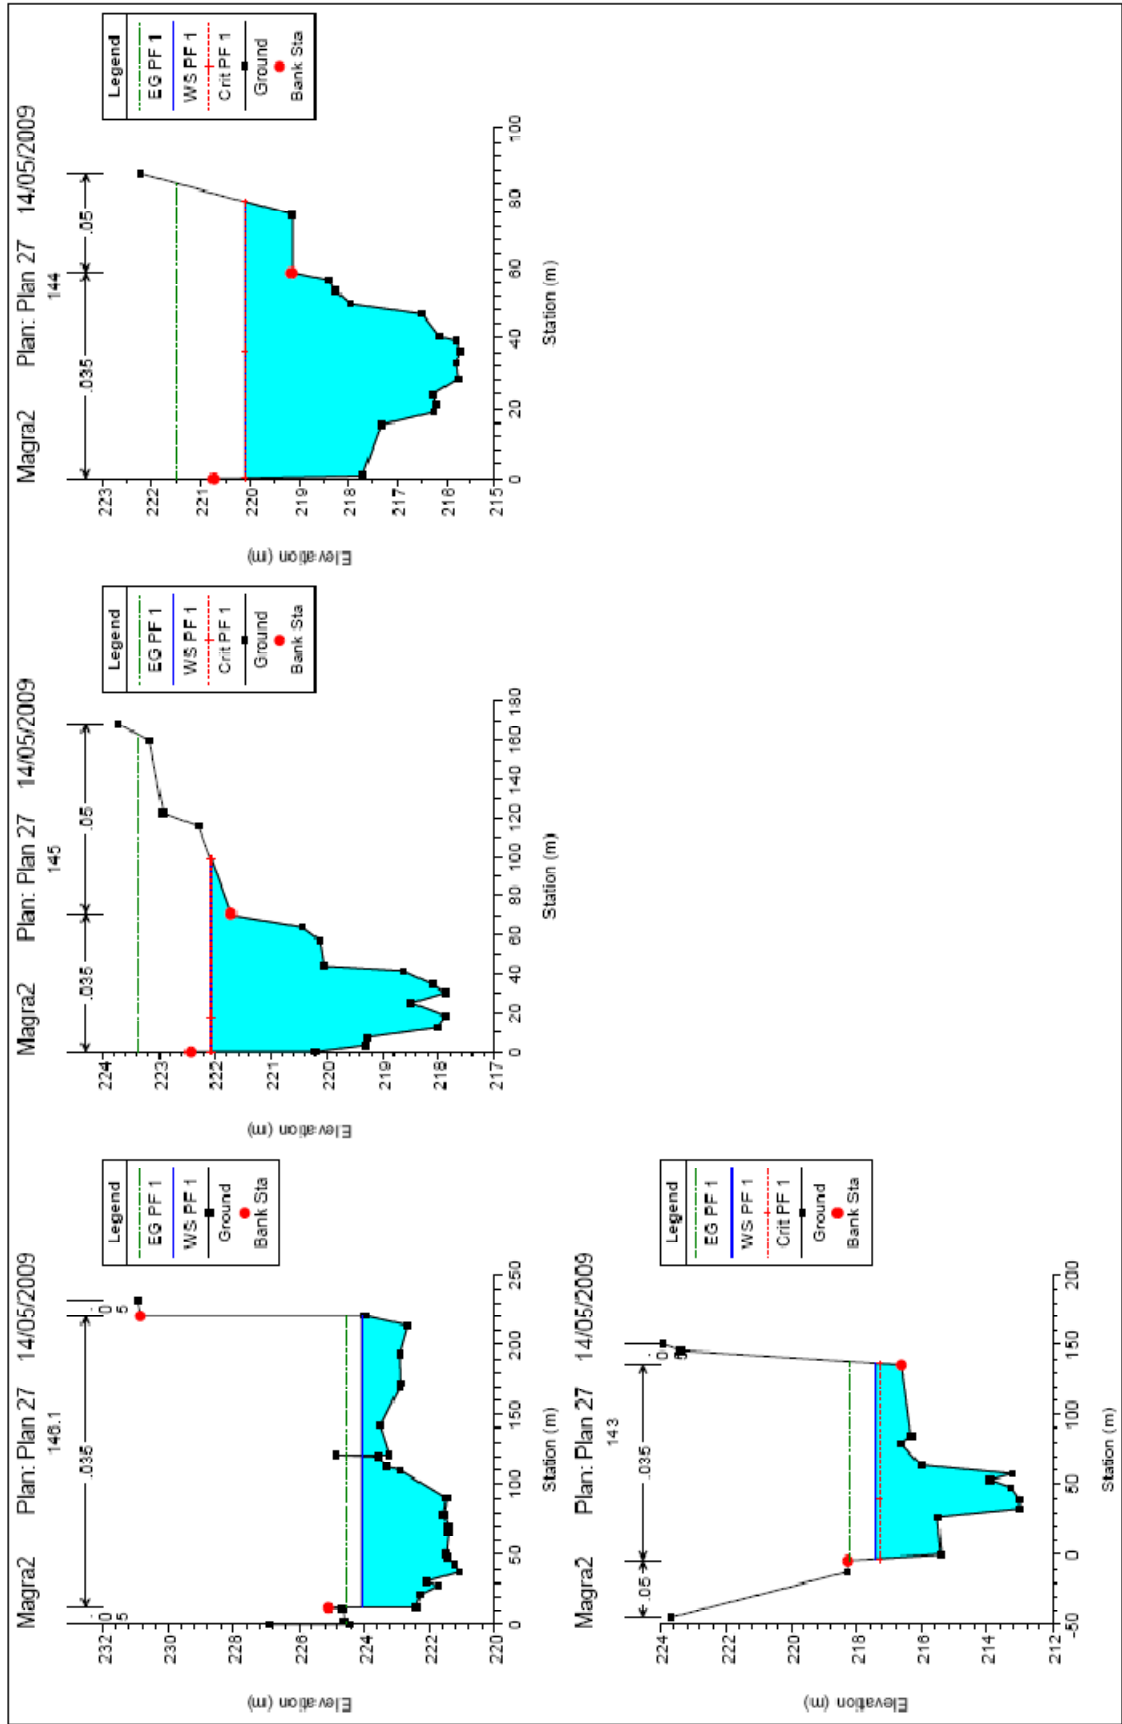 Magra2 Plan: Plan 27 14/05/2009
146.1
.05
.035
.05
Legend
EG PF 1
WS PF 1
Ground
Bank Sta
232
230
228
226
224
222
220
Elevation (m)
0 50 100 150 200 250
Station (m)
Magra2 Plan: Plan 27 14/05/2009
145
.035
.05
Legend
EG PF 1
WS PF 1
Crit PF 1
Ground
Bank Sta
224
223
222
221
220
219
218
217
Elevation (m)
0 20 40 60 80 100 120 140 160 180
Station (m)
Magra2 Plan: Plan 27 14/05/2009
144
.035
.05
Legend
EG PF 1
WS PF 1
Crit PF 1
Ground
Bank Sta
223
222
221
220
219
218
217
216
215
Elevation (m)
0 20 40 60 80 100
Station (m)
Magra2 Plan: Plan 27 14/05/2009
143
.05
.035
Legend
EG PF 1
WS PF 1
Crit PF 1
Ground
Bank Sta
224
222
220
218
216
214
212
Elevation (m)
-50 0 50 100 150 200
Station (m)